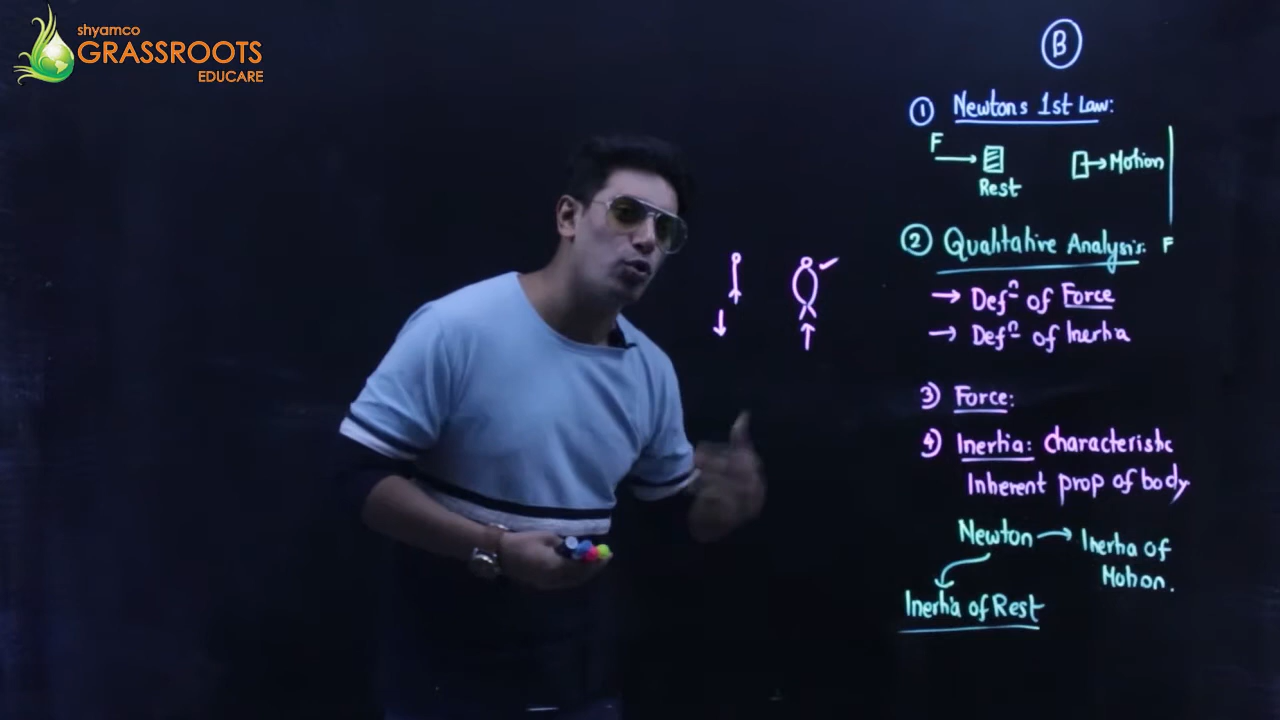 shyamco
GRASSROOTS
EDUCARE
B
1 Newtons 1st Law:
F
Motion
Rest
2 Qualitative Analysis. F
→ Defⁿ of Force
→ Defⁿ of Inertia
3) Force:
4) Inertia: characteristic
Inherent prop of body
Newton → Inertia of
Motion.
Inertia of Rest